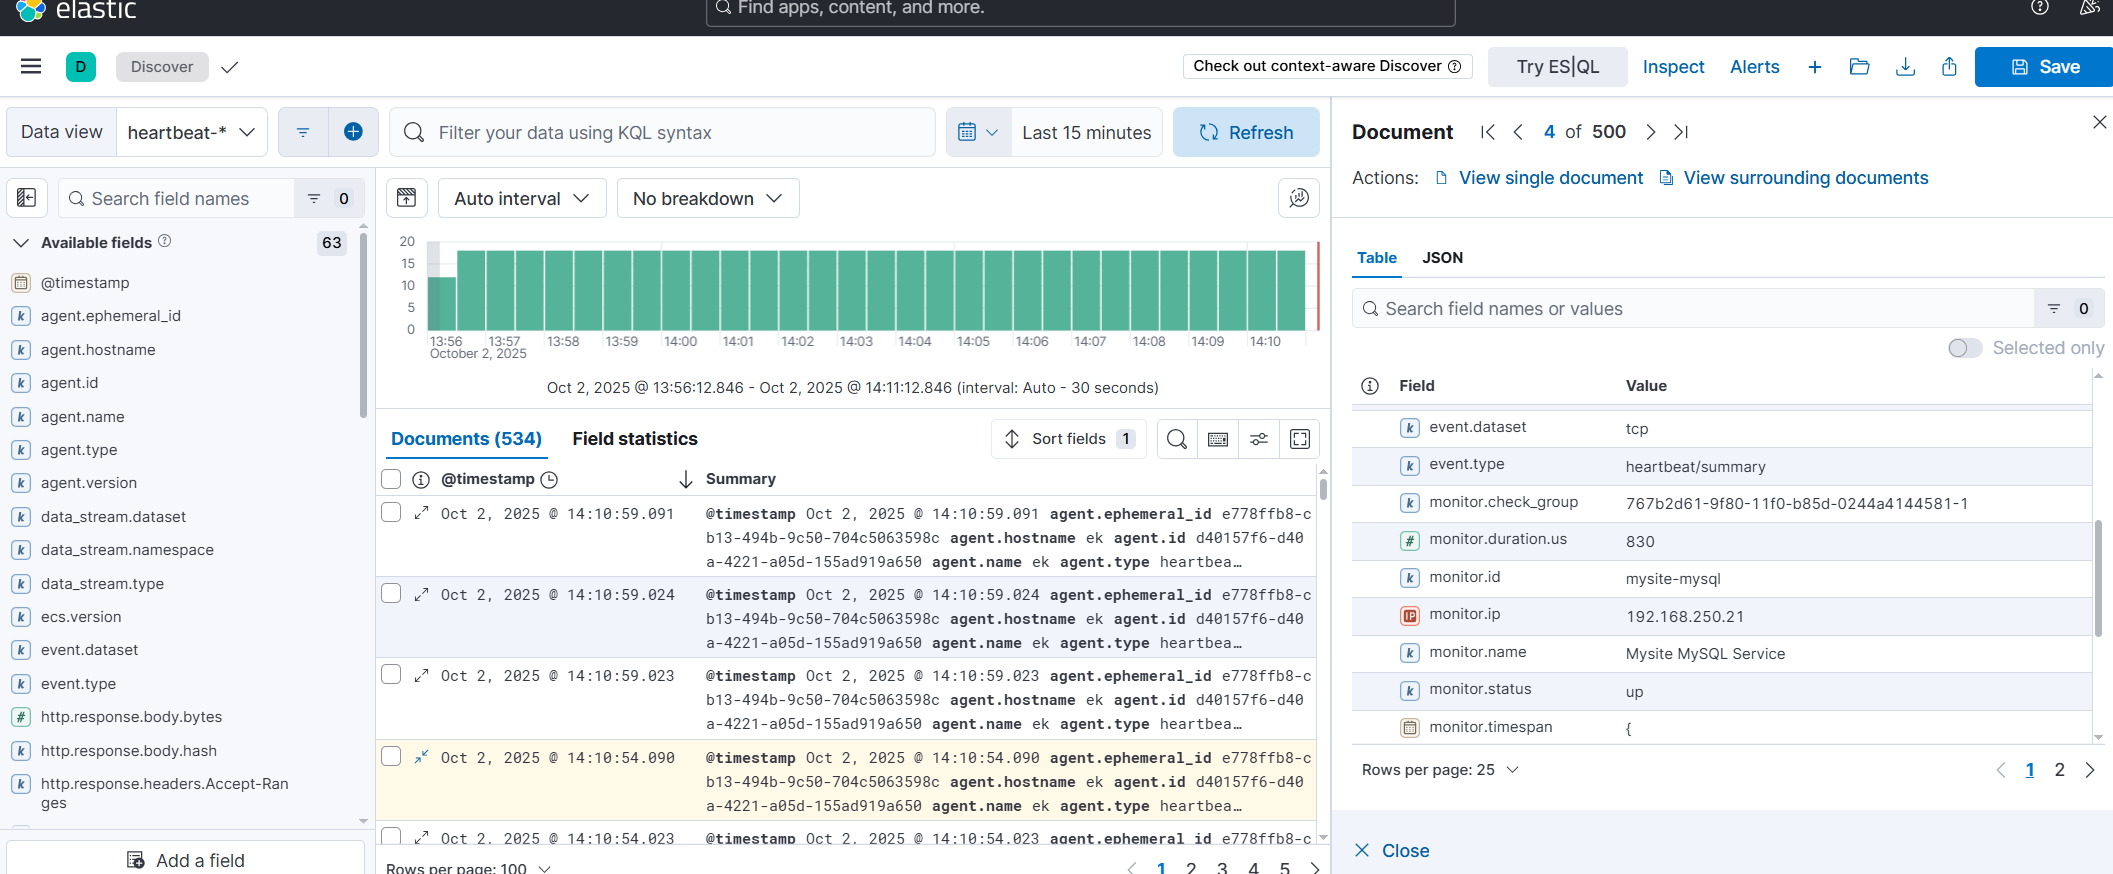 elastic
Find apps, content, and more.
D
Discover
Check out context-aware Discover
Try ES|QL
Inspect
Alerts
Save
Data view
heartbeat-*
Filter your data using KQL syntax
Last 15 minutes
Refresh
Search field names
0
Available fields
63
@timestamp
k agent.ephemeral_id
k agent.hostname
k agent.id
k agent.name
k agent.type
k agent.version
k data_stream.dataset
k data_stream.namespace
k data_stream.type
k ecs.version
k event.dataset
k event.type
# http.response.body.bytes
k http.response.body.hash
k http.response.headers.Accept-Ran
ges
Add a field
Auto interval
No breakdown
20
15
10
5
0
13:56 13:57 13:58 13:59 14:00 14:01 14:02 14:03 14:04 14:05 14:06 14:07 14:08 14:09 14:10
October 2, 2025
Oct 2, 2025 @ 13:56:12.846 - Oct 2, 2025 @ 14:11:12.846 (interval: Auto - 30 seconds)
Documents (534)
Field statistics
Sort fields 1
@timestamp
Summary
Oct 2, 2025 @ 14:10:59.091
@timestamp Oct 2, 2025 @ 14:10:59.091 agent.ephemeral_id e778ffb8-c
b13-494b-9c50-704c5063598c agent.hostname ek agent.id d40157f6-d40
a-4221-a05d-155ad919a650 agent.name ek agent.type heartbea…
Oct 2, 2025 @ 14:10:59.024
@timestamp Oct 2, 2025 @ 14:10:59.024 agent.ephemeral_id e778ffb8-c
b13-494b-9c50-704c5063598c agent.hostname ek agent.id d40157f6-d40
a-4221-a05d-155ad919a650 agent.name ek agent.type heartbea…
Oct 2, 2025 @ 14:10:59.023
@timestamp Oct 2, 2025 @ 14:10:59.023 agent.ephemeral_id e778ffb8-c
b13-494b-9c50-704c5063598c agent.hostname ek agent.id d40157f6-d40
a-4221-a05d-155ad919a650 agent.name ek agent.type heartbea…
Oct 2, 2025 @ 14:10:54.090
@timestamp Oct 2, 2025 @ 14:10:54.090 agent.ephemeral_id e778ffb8-c
b13-494b-9c50-704c5063598c agent.hostname ek agent.id d40157f6-d40
a-4221-a05d-155ad919a650 agent.name ek agent.type heartbea…
Oct 2, 2025 @ 14:10:54.023
@timestamp Oct 2, 2025 @ 14:10:54.023 agent.ephemeral_id e778ffb8-c
Rows per page: 100
1 2 3 4 5
Document
4 of 500
Actions:
View single document
View surrounding documents
Table
JSON
Search field names or values
0
Selected only
Field Value
k event.dataset tcp
k event.type heartbeat/summary
k monitor.check_group 767b2d61-9f80-11f0-b85d-0244a4144581-1
# monitor.duration.us 830
k monitor.id mysite-mysql
IP monitor.ip 192.168.250.21
k monitor.name Mysite MySQL Service
k monitor.status up
monitor.timespan {
Rows per page: 25
1 2
Close